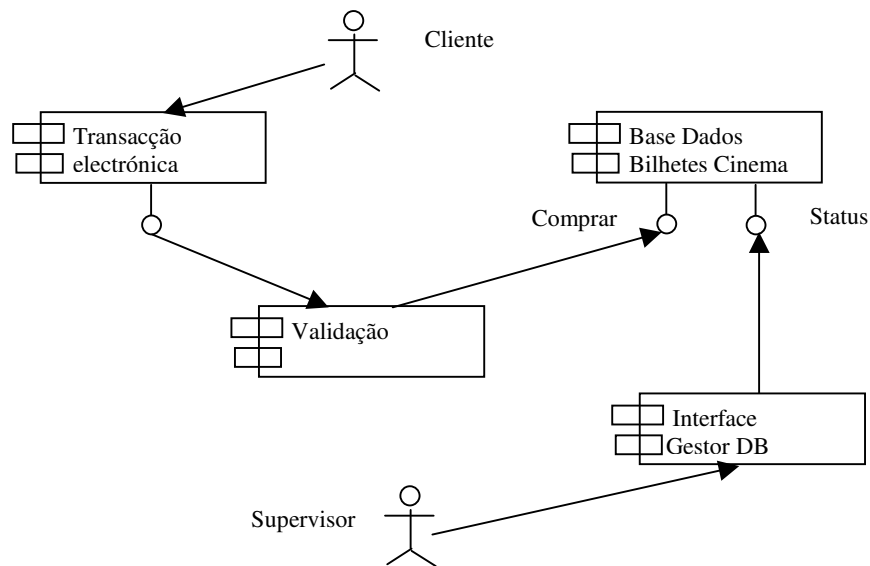 Cliente
Transacção
electrónica
Base Dados
Bilhetes Cinema
Comprar
Status
Validação
Interface
Gestor DB
Supervisor